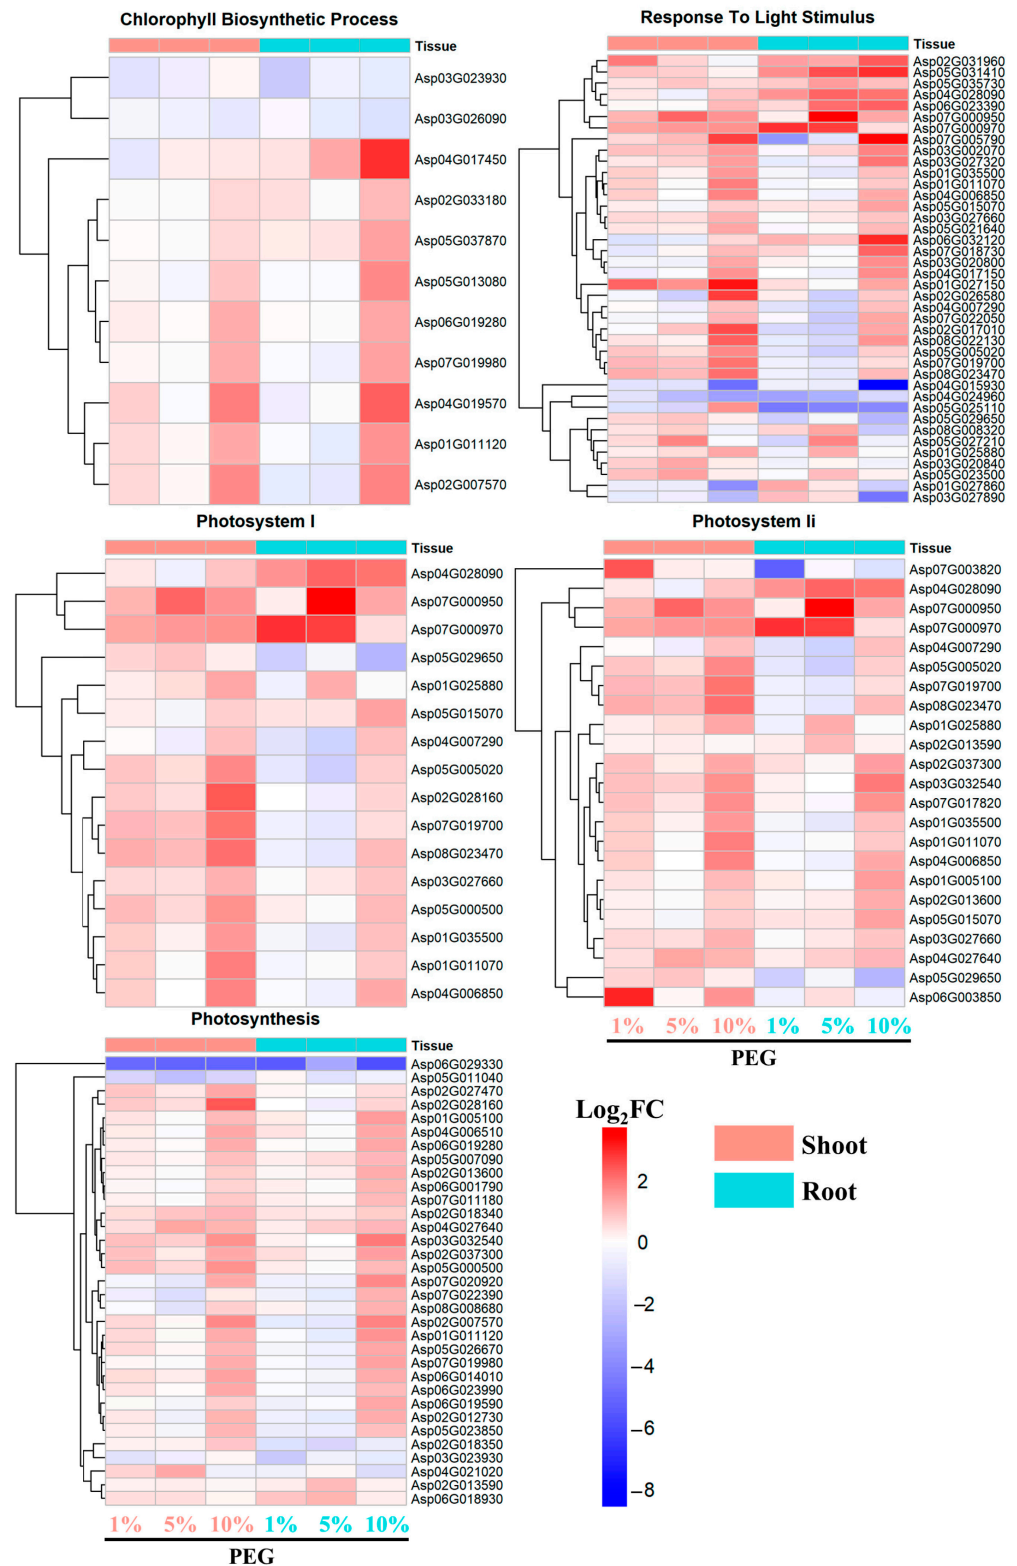 Chlorophyll Biosynthetic Process
Tissue
Asp03G023930
Asp03G026090
Asp04G017450
Asp02G033180
Asp05G037870
Asp05G013080
Asp06G019280
Asp07G019980
Asp04G019570
Asp01G011120
Asp02G007570
Response To Light Stimulus
Tissue
Asp02G031960
Asp05G031410
Asp05G035730
Asp04G028090
Asp06G023390
Asp07G000950
Asp07G000970
Asp07G005790
Asp03G002070
Asp03G027320
Asp01G035500
Asp01G011070
Asp04G006850
Asp05G015070
Asp03G027660
Asp05G021640
Asp06G032120
Asp07G018730
Asp03G020800
Asp04G017150
Asp01G027150
Asp02G026580
Asp04G007290
Asp07G022050
Asp02G017010
Asp08G022130
Asp05G005020
Asp07G019700
Asp08G023470
Asp04G015930
Asp04G024960
Asp05G025110
Asp05G029650
Asp08G008320
Asp05G027210
Asp01G025880
Asp03G020840
Asp05G023500
Asp01G027860
Asp03G027890
Photosystem I
Tissue
Asp04G028090
Asp07G000950
Asp07G000970
Asp05G029650
Asp01G025880
Asp05G015070
Asp04G007290
Asp05G005020
Asp02G028160
Asp07G019700
Asp08G023470
Asp03G027660
Asp05G000500
Asp01G035500
Asp01G011070
Asp04G006850
Photosystem Ii
Tissue
Asp07G003820
Asp04G028090
Asp07G000950
Asp07G000970
Asp04G007290
Asp05G005020
Asp07G019700
Asp08G023470
Asp01G025880
Asp02G013590
Asp02G037300
Asp03G032540
Asp07G017820
Asp01G035500
Asp01G011070
Asp04G006850
Asp01G005100
Asp02G013600
Asp05G015070
Asp03G027660
Asp04G027640
Asp05G029650
Asp06G003850
1% 5% 10% 1% 5% 10%
PEG
Photosynthesis
Tissue
Asp06G029330
Asp05G011040
Asp02G027470
Asp02G028160
Asp01G005100
Asp04G006510
Asp06G019280
Asp05G007090
Asp02G013600
Asp06G001790
Asp07G011180
Asp02G018340
Asp04G027640
Asp03G032540
Asp02G037300
Asp05G000500
Asp07G020920
Asp07G022390
Asp08G008680
Asp02G007570
Asp01G011120
Asp05G026670
Asp07G019980
Asp06G014010
Asp06G023990
Asp06G019590
Asp02G012730
Asp05G023850
Asp02G018350
Asp03G023930
Asp04G021020
Asp02G013590
Asp06G018930
1% 5% 10% 1% 5% 10%
PEG
Log₂FC
2
0
−2
−4
−6
−8
Shoot
Root